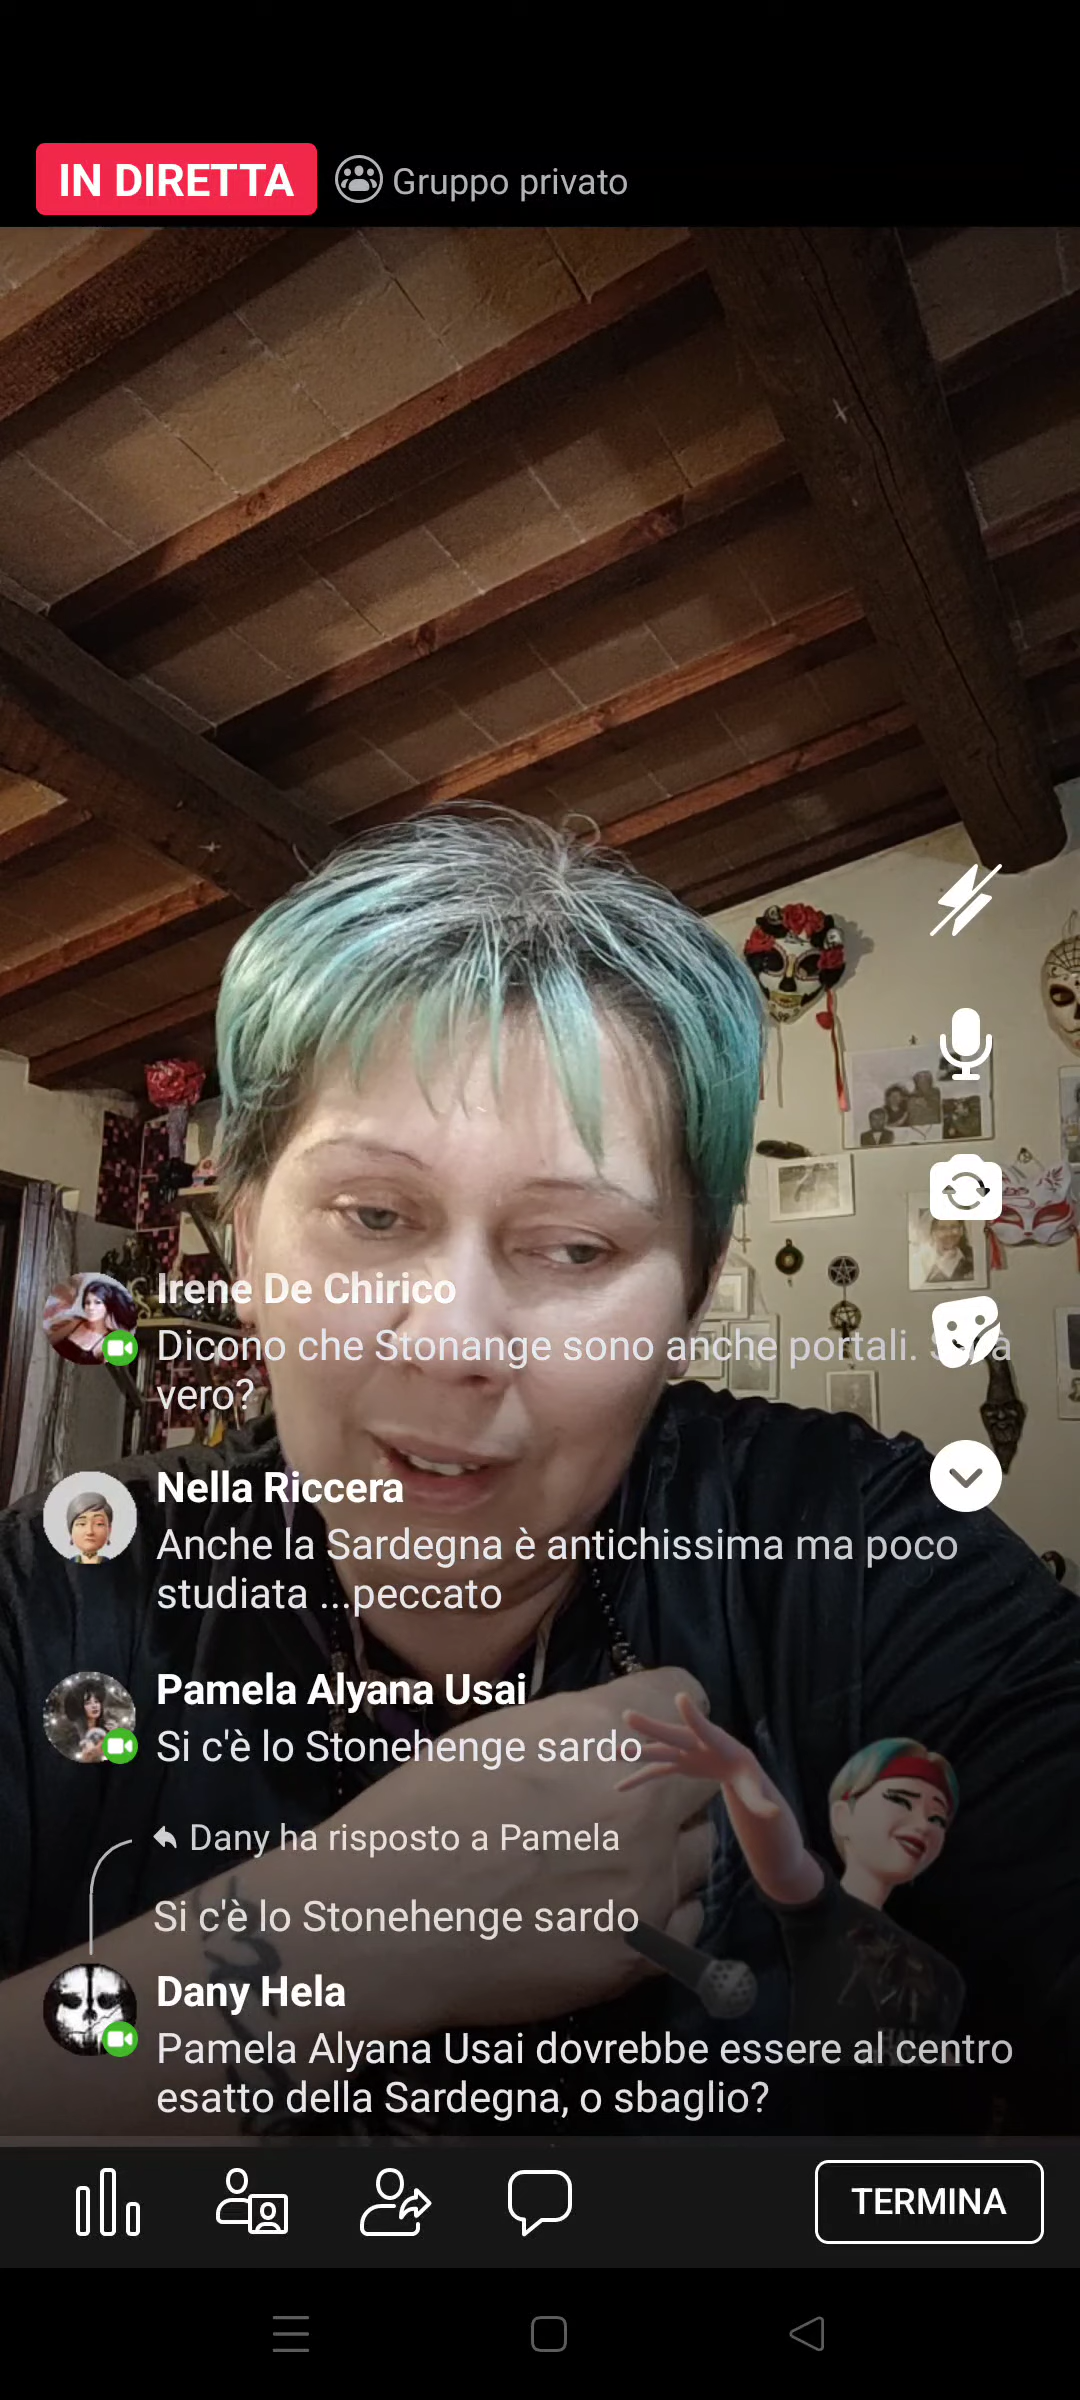 IN DIRETTA Gruppo privato
Irene De Chirico
Dicono che Stonange sono anche portali.
vero?
Nella Riccera
Anche la Sardegna è antichissima ma poco
studiata ...peccato
Pamela Alyana Usai
Si c'è lo Stonehenge sardo
Dany ha risposto a Pamela
Si c'è lo Stonehenge sardo
Dany Hela
Pamela Alyana Usai dovrebbe essere al centro
esatto della Sardegna, o sbaglio?
TERMINA